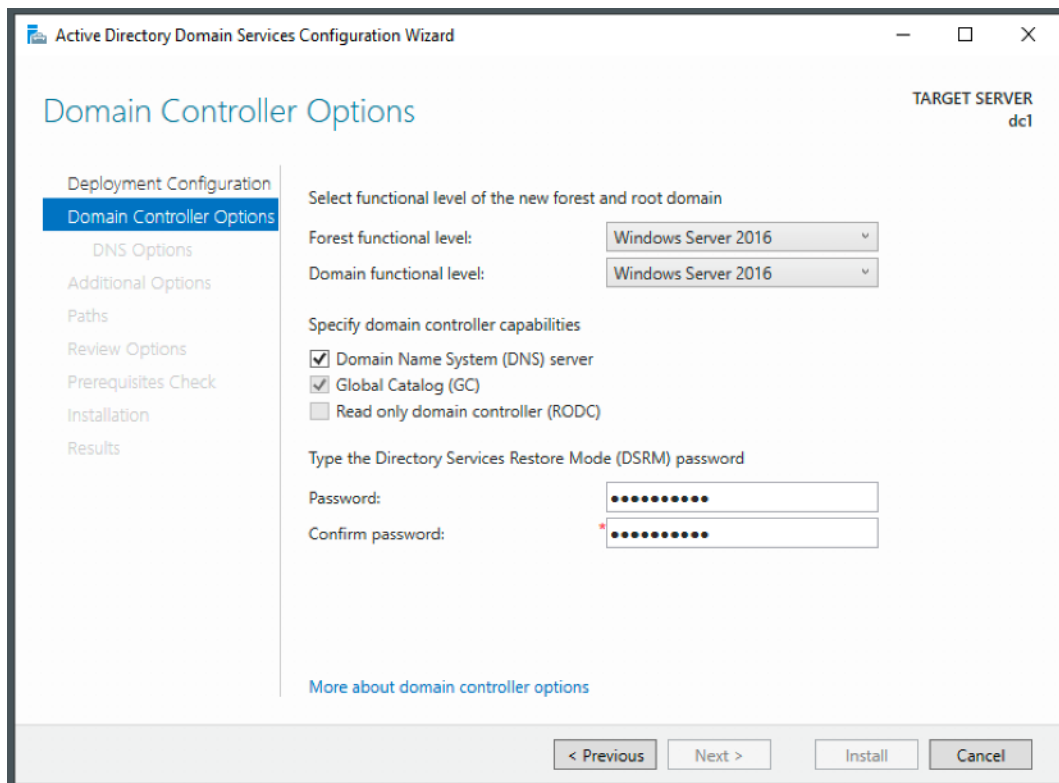 Active Directory Domain Services Configuration Wizard
Domain Controller Options
TARGET SERVER
dc1
Deployment Configuration
Domain Controller Options
DNS Options
Additional Options
Paths
Review Options
Prerequisites Check
Installation
Results
Select functional level of the new forest and root domain
Forest functional level: Windows Server 2016
Domain functional level: Windows Server 2016
Specify domain controller capabilities
Domain Name System (DNS) server
Global Catalog (GC)
Read only domain controller (RODC)
Type the Directory Services Restore Mode (DSRM) password
Password: ●●●●●●●●●●
Confirm password: * ●●●●●●●●●●
More about domain controller options
< Previous Next > Install Cancel